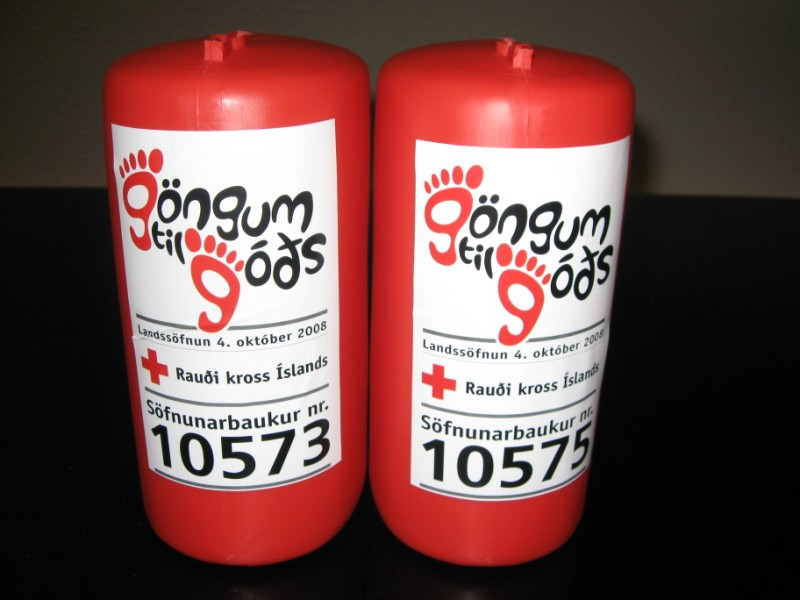 göngum
til góðs
Landssöfnun 4. október 2008
Rauði kross Íslands
Söfnunarbaukur nr.
10573
göngum
til góðs
Landssöfnun 4. október 2008
Rauði kross Íslands
Söfnunarbaukur nr.
10575